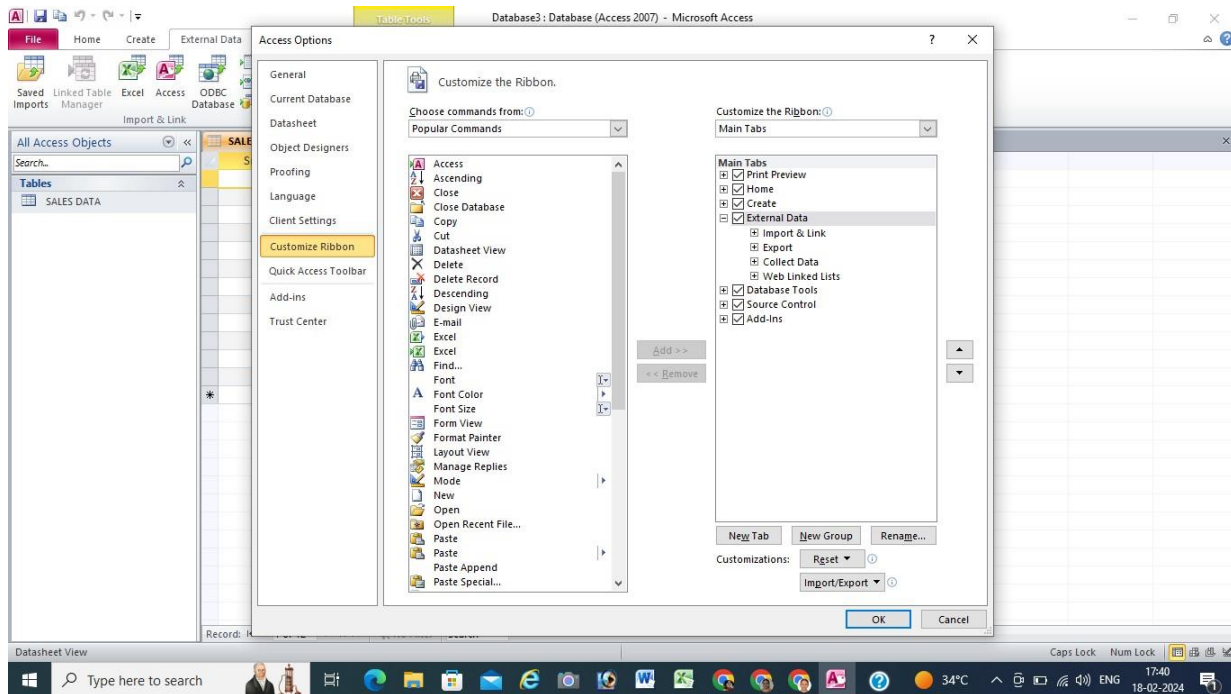 Table Tools
Database3 : Database (Access 2007) - Microsoft Access
File Home Create External Data
Saved Imports
Linked Table Manager
Excel
Access
ODBC Database
Import & Link
All Access Objects
Search...
Tables
SALES DATA
SALE
S
Access Options
General
Current Database
Datasheet
Object Designers
Proofing
Language
Client Settings
Customize Ribbon
Quick Access Toolbar
Add-ins
Trust Center
Customize the Ribbon.
Choose commands from:
Popular Commands
Access
Ascending
Close
Close Database
Copy
Cut
Datasheet View
Delete
Delete Record
Descending
Design View
E-mail
Excel
Excel
Find...
Font
Font Color
Font Size
Form View
Format Painter
Layout View
Manage Replies
Mode
New
Open
Open Recent File...
Paste
Paste
Paste Append
Paste Special...
Add >>
<< Remove
Customize the Ribbon:
Main Tabs
Main Tabs
Print Preview
Home
Create
External Data
Import & Link
Export
Collect Data
Web Linked Lists
Database Tools
Source Control
Add-Ins
New Tab New Group Rename...
Customizations: Reset
Import/Export
OK Cancel
Record:
Datasheet View
Caps Lock Num Lock
Type here to search
34°C
ENG
17:40
18-02-2024